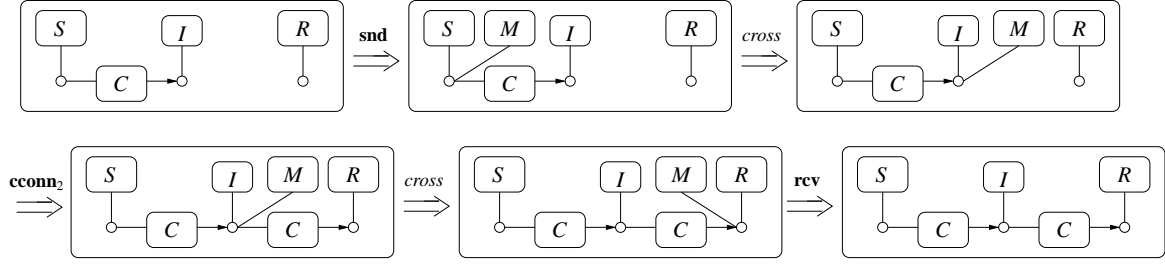 S I R snd S M I R cross S I M R
C C C
cconn₂ S I M R cross S I M R rcv S I R
C C C C C C